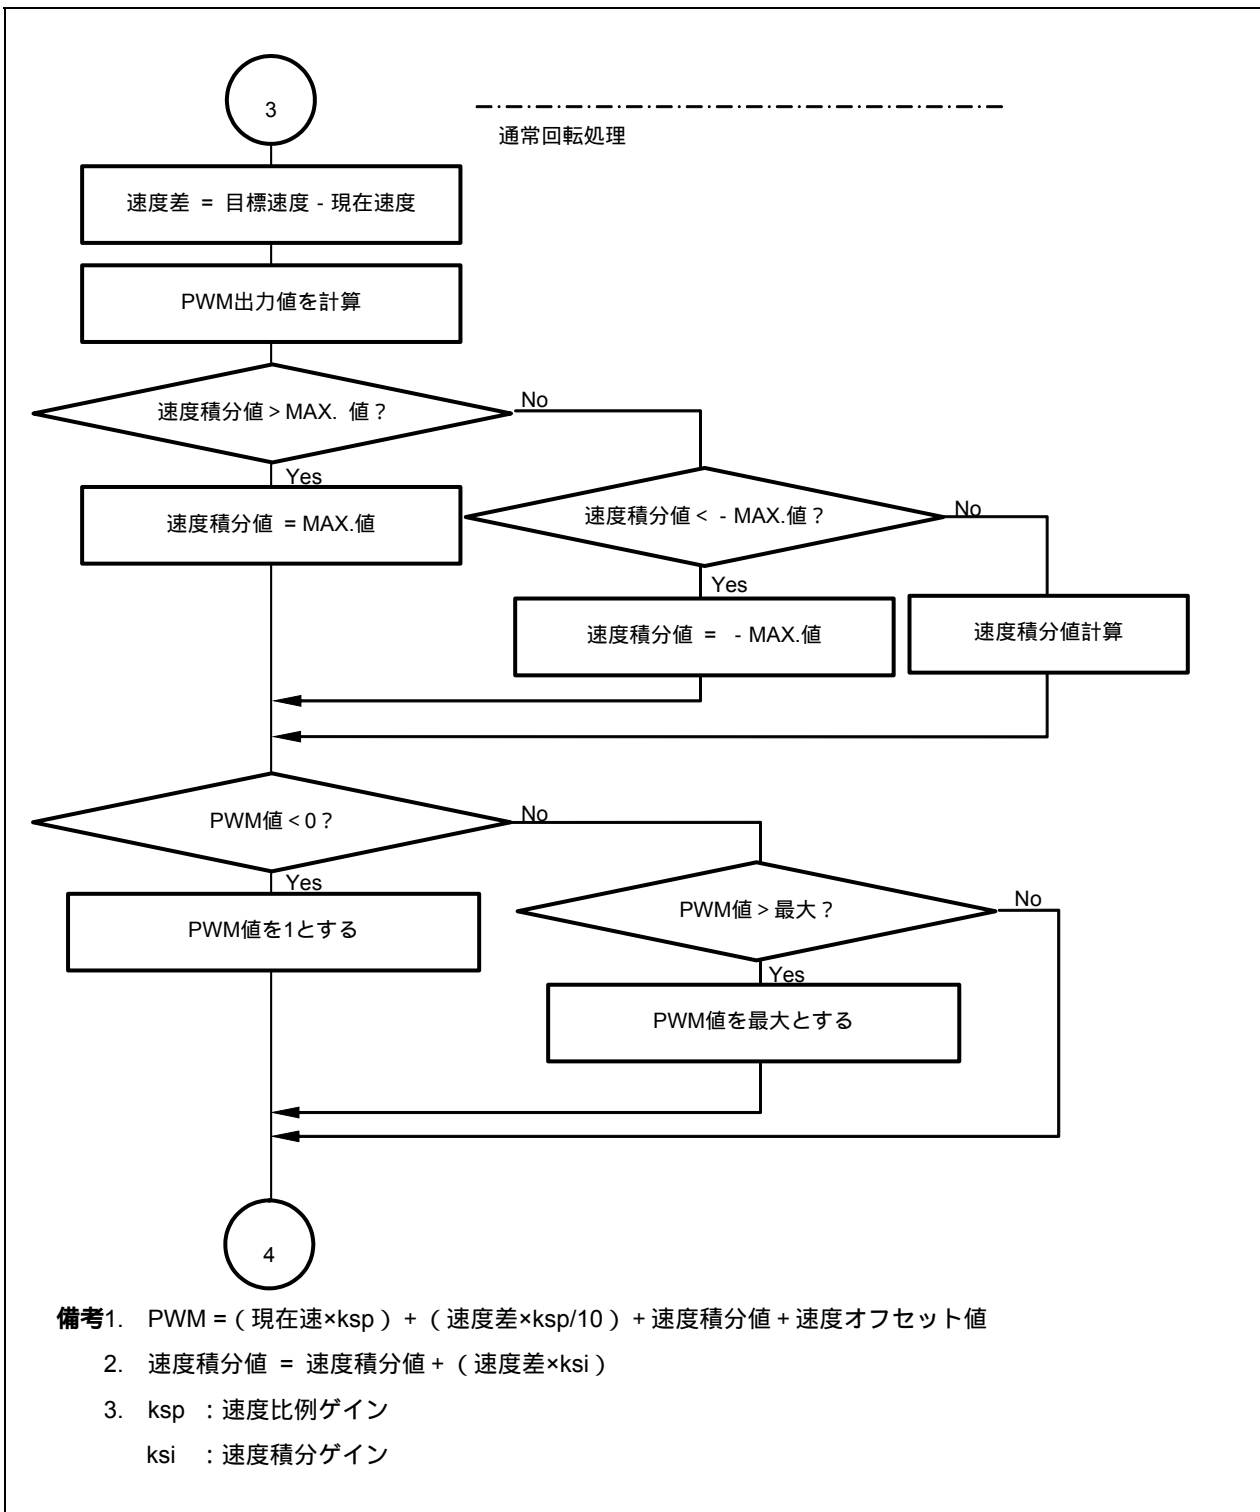 3
通常回転処理
速度差 = 目標速度 - 現在速度
PWM出力値を計算
速度積分値>MAX. 値?
No
Yes
速度積分値 = MAX.値
速度積分値< - MAX.値?
No
Yes
速度積分値 = - MAX.値
速度積分値計算
PWM値<0?
No
Yes
PWM値を1とする
PWM値>最大?
No
Yes
PWM値を最大とする
4
備考1. PWM =(現在速×ksp)+(速度差×ksp/10)+速度積分値+速度オフセット値
2. 速度積分値 = 速度積分値+(速度差×ksi)
3. ksp :速度比例ゲイン
ksi :速度積分ゲイン